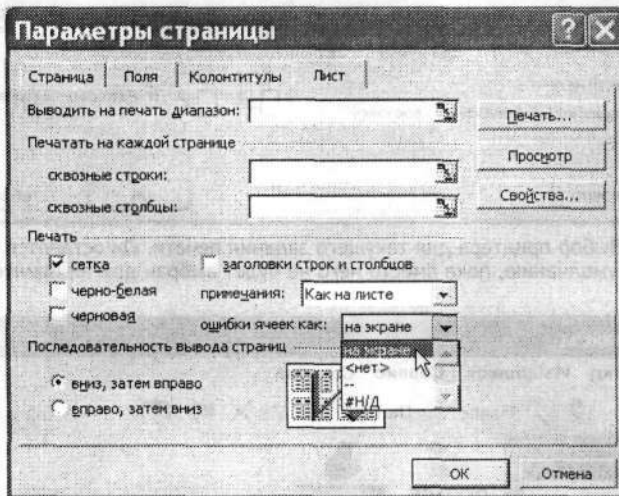 Параметры страницы
Страница Поля Колонтитулы Лист
Выводить на печать диапазон:
Печать...
Печатать на каждой странице
Просмотр
сквозные строки:
Свойства...
сквозные столбцы:
Печать
сетка
заголовки строк и столбцов
черно-белая
примечания: Как на листе
черновая
ошибки ячеек как: на экране
на экране
<нет>
--
#Н/Д
Последовательность вывода страниц
вниз, затем вправо
вправо, затем вниз
ОК Отмена